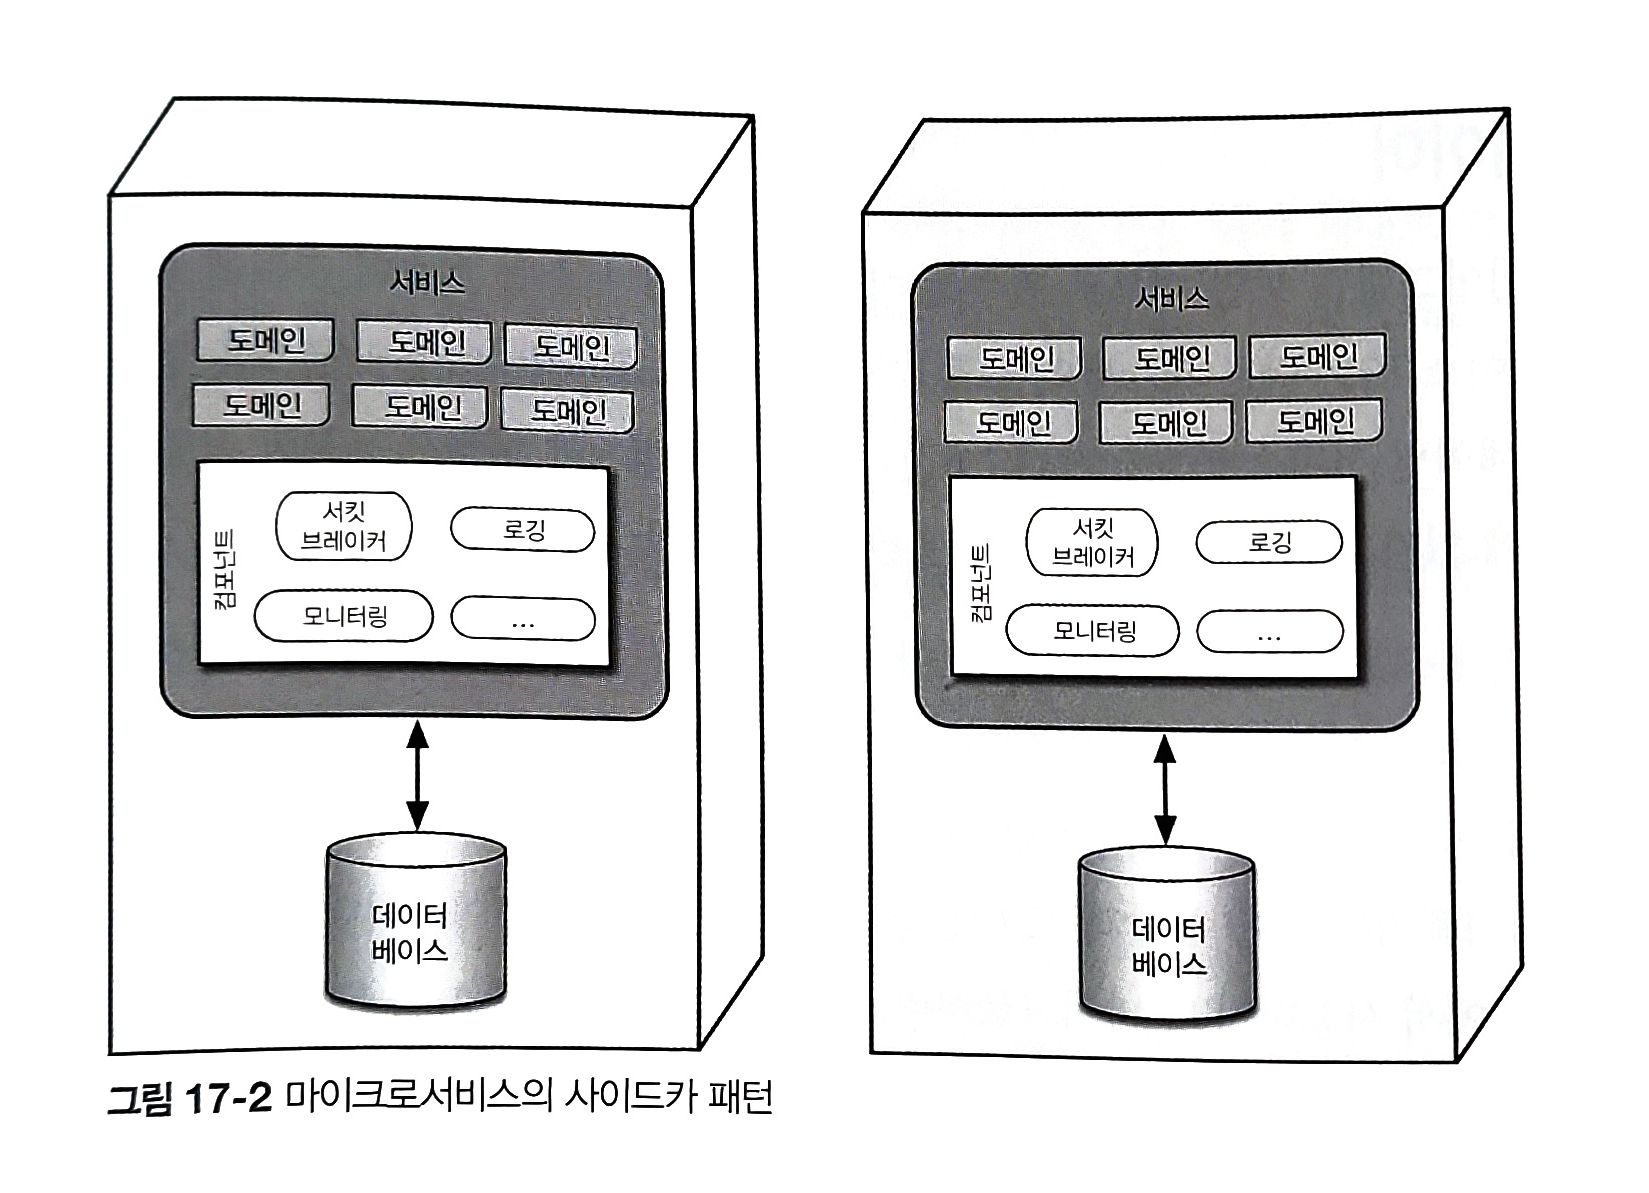 서비스
도메인 도메인 도메인
도메인 도메인 도메인
컴포넌트
서킷
브레이커
로깅
모니터링
...
데이터
베이스
서비스
도메인 도메인 도메인
도메인 도메인 도메인
컴포넌트
서킷
브레이커
로깅
모니터링
...
데이터
베이스
그림 17-2 마이크로서비스의 사이드카 패턴